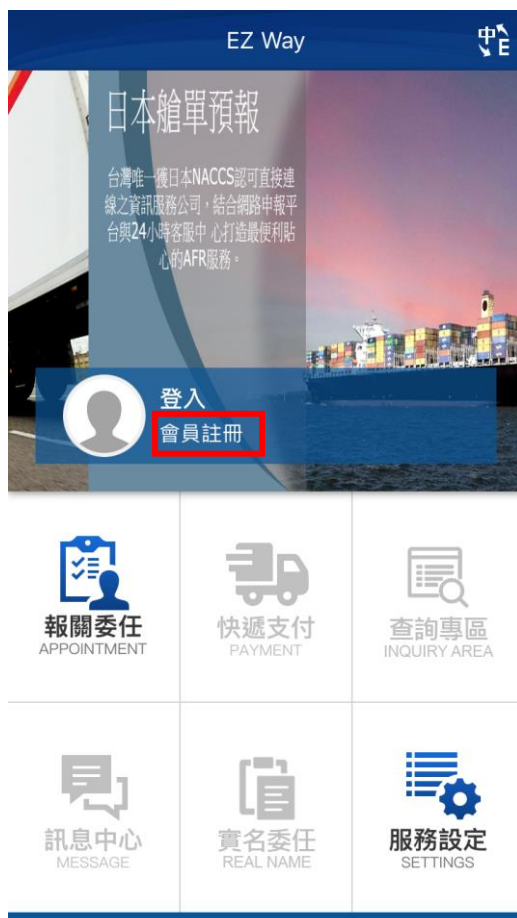 EZ Way
中E
日本艙單預報
台灣唯一獲日本NACCS認可直接連
線之資訊服務公司，結合網路申報平
台與24小時客服中 心打造最便利貼
心的AFR服務。
登入
會員註冊
報關委任
APPOINTMENT
快遞支付
PAYMENT
查詢專區
INQUIRY AREA
訊息中心
MESSAGE
實名委任
REAL NAME
服務設定
SETTINGS